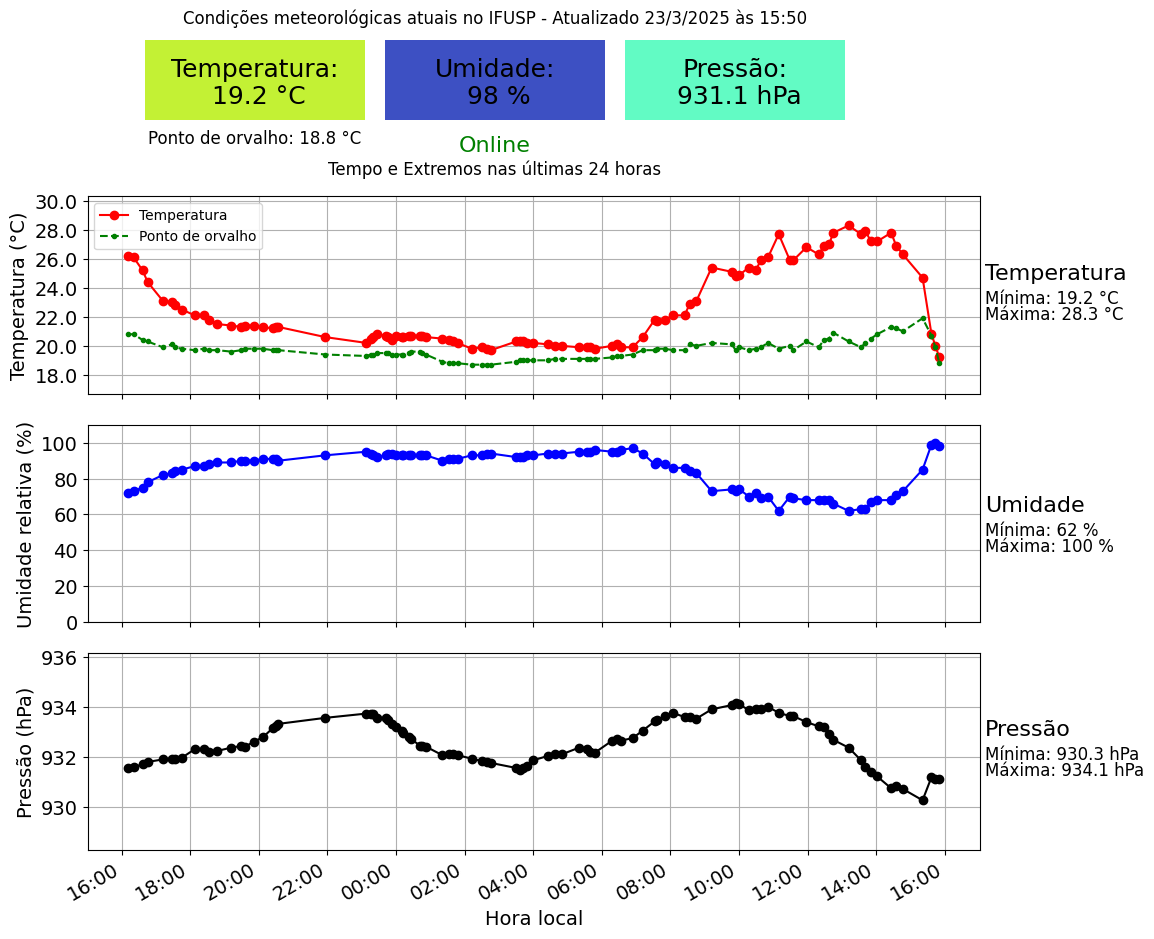 Condições meteorológicas atuais no IFUSP - Atualizado 23/3/2025 às 15:50
Temperatura:
19.2 °C
Umidade:
98 %
Pressão:
931.1 hPa
Ponto de orvalho: 18.8 °C
Online
Tempo e Extremos nas últimas 24 horas
Temperatura (°C)
30.0
28.0
26.0
24.0
22.0
20.0
18.0
Temperatura
Ponto de orvalho
Temperatura
Mínima: 19.2 °C
Máxima: 28.3 °C
Umidade relativa (%)
100
80
60
40
20
0
Umidade
Mínima: 62 %
Máxima: 100 %
Pressão (hPa)
936
934
932
930
Pressão
Mínima: 930.3 hPa
Máxima: 934.1 hPa
16:00 18:00 20:00 22:00 00:00 02:00 04:00 06:00 08:00 10:00 12:00 14:00 16:00
Hora local